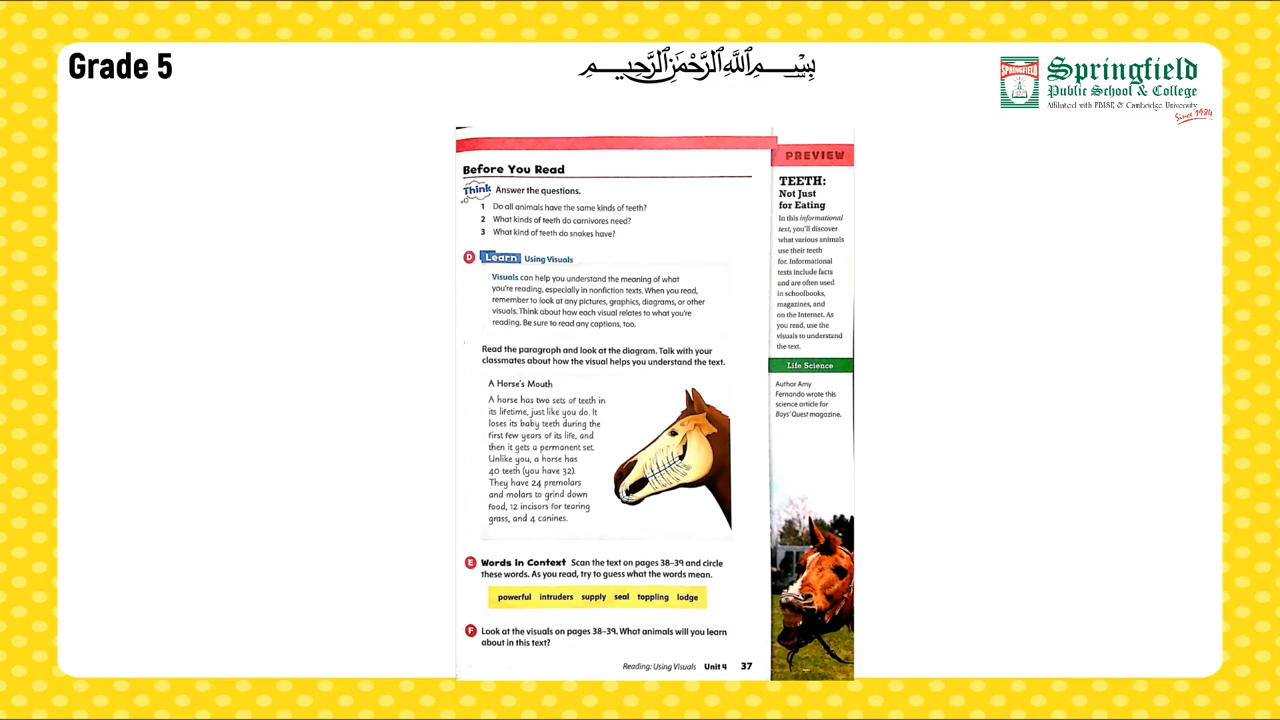 Grade 5
بِسْمِ اللَّهِ الرَّحْمَٰنِ الرَّحِيمِ
SPRINGFIELD
Springfield
Public School & College
Affiliated with FBISE & Cambridge University
Since 1984
Before You Read
Think Answer the questions.
1 Do all animals have the same kinds of teeth?
2 What kinds of teeth do carnivores need?
3 What kind of teeth do snakes have?
D Learn Using Visuals
Visuals can help you understand the meaning of what
you're reading, especially in nonfiction texts. When you read,
remember to look at any pictures, graphics, diagrams, or other
visuals. Think about how each visual relates to what you're
reading. Be sure to read any captions, too.
Read the paragraph and look at the diagram. Talk with your
classmates about how the visual helps you understand the text.
A Horse's Mouth
A horse has two sets of teeth in
its lifetime, just like you do. It
loses its baby teeth during the
first few years of its life, and
then it gets a permanent set.
Unlike you, a horse has
40 teeth (you have 32).
They have 24 premolars
and molars to grind down
food, 12 incisors for tearing
grass, and 4 canines.
E Words in Context Scan the text on pages 38–39 and circle
these words. As you read, try to guess what the words mean.
powerful intruders supply seal toppling lodge
F Look at the visuals on pages 38–39. What animals will you learn
about in this text?
Reading: Using Visuals Unit 4 37
PREVIEW
TEETH:
Not Just
for Eating
In this informational
text, you'll discover
what various animals
use their teeth
for. Informational
texts include facts
and are often used
in schoolbooks,
magazines, and
on the Internet. As
you read, use the
visuals to understand
the text.
Life Science
Author Amy
Fernando wrote this
science article for
Boys' Quest magazine.